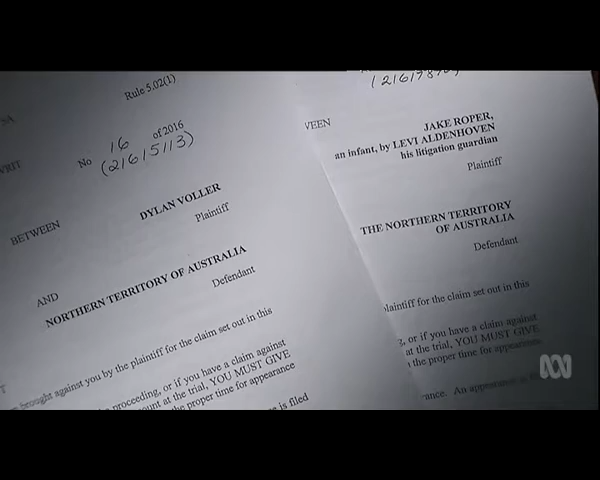 Rule 5.02(1)
No 16 of 2016
(21615113)
BETWEEN
DYLAN VOLLER
Plaintiff
AND
NORTHERN TERRITORY OF AUSTRALIA
Defendant
brought against you by the plaintiff for the claim set out in this
proceeding, or if you have a claim against
at the trial, YOU MUST GIVE
the proper time for appearance
is filed
JAKE ROPER,
an infant, by LEVI ALDENHOVEN
his litigation guardian
Plaintiff
THE NORTHERN TERRITORY
OF AUSTRALIA
Defendant
for the claim set out in this
or if you have a claim against
at the trial, YOU MUST GIVE
the proper time for appearance
An appearance is
ABC